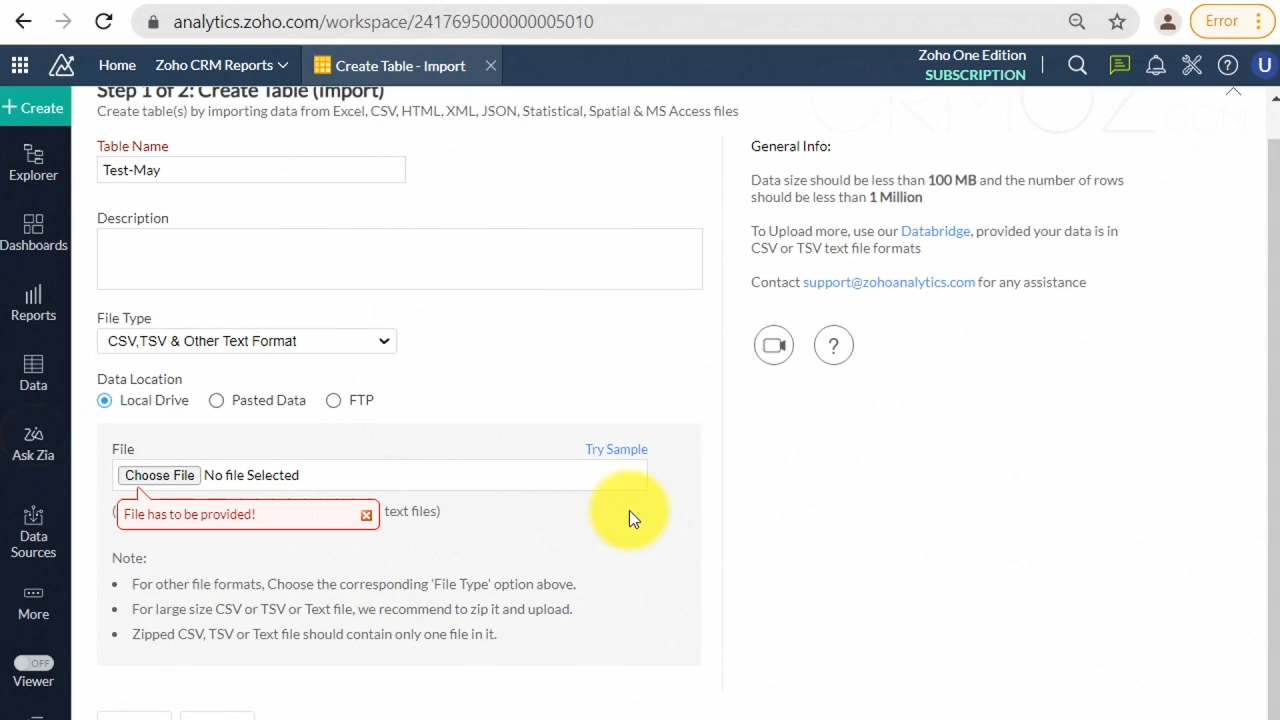 analytics.zoho.com/workspace/2417695000000005010
Error
Home
Zoho CRM Reports
Create Table - Import
Zoho One Edition
SUBSCRIPTION
U
+ Create
Explorer
Dashboards
Reports
Data
Ask Zia
Data
Sources
More
OFF
Viewer
Step 1 of 2: Create Table (Import)
Create table(s) by importing data from Excel, CSV, HTML, XML, JSON, Statistical, Spatial & MS Access files
Table Name
Test-May
Description
File Type
CSV,TSV & Other Text Format
Data Location
Local Drive
Pasted Data
FTP
File
Try Sample
Choose File
No file Selected
File has to be provided!
text files)
Note:
For other file formats, Choose the corresponding 'File Type' option above.
For large size CSV or TSV or Text file, we recommend to zip it and upload.
Zipped CSV, TSV or Text file should contain only one file in it.
CRMOZ.COM
General Info:
Data size should be less than 100 MB and the number of rows
should be less than 1 Million
To Upload more, use our Databridge, provided your data is in
CSV or TSV text file formats
Contact support@zohoanalytics.com for any assistance
?